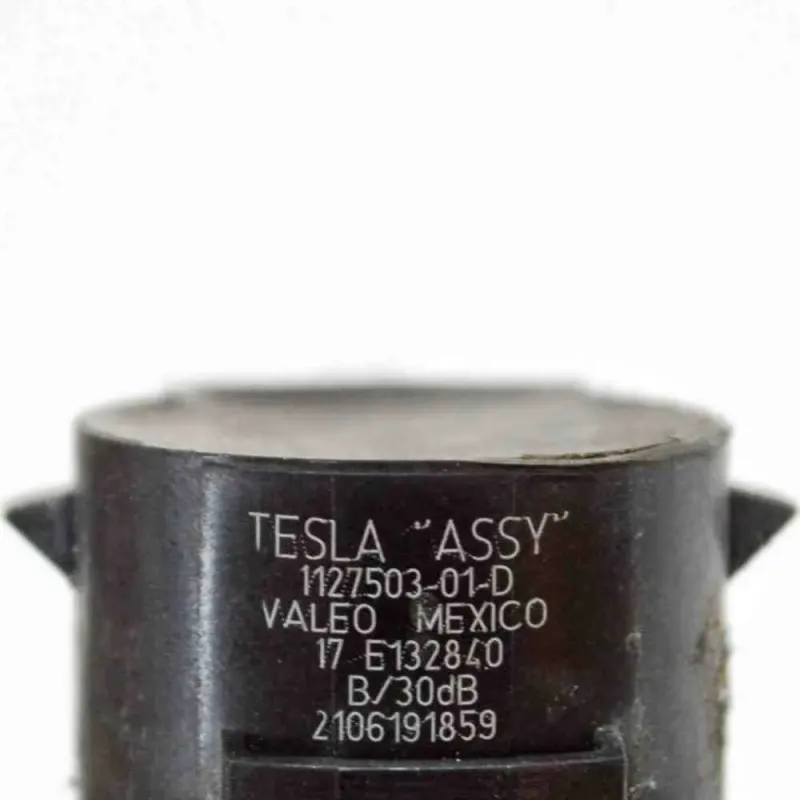 TESLA "ASSY"
1127503-01-D
VALEO MEXICO
17 E132840
B/30dB
2106191859